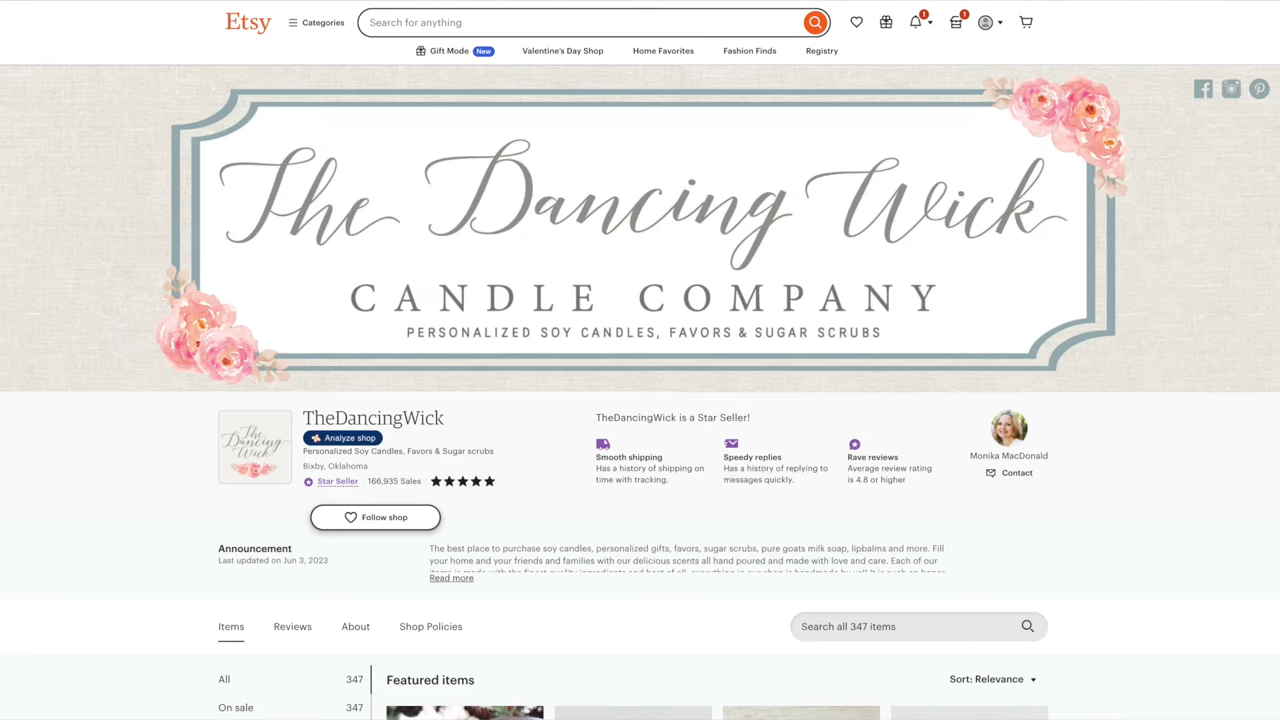 Etsy
Categories
Search for anything
1
1
Gift Mode New
Valentine's Day Shop
Home Favorites
Fashion Finds
Registry
The Dancing Wick
CANDLE COMPANY
PERSONALIZED SOY CANDLES, FAVORS & SUGAR SCRUBS
The
Dancing
Wick
TheDancingWick
Analyze shop
Personalized Soy Candles, Favors & Sugar scrubs
Bixby, Oklahoma
Star Seller 166,935 Sales
Follow shop
TheDancingWick is a Star Seller!
Smooth shipping
Has a history of shipping on
time with tracking.
Speedy replies
Has a history of replying to
messages quickly.
Rave reviews
Average review rating
is 4.8 or higher
Monika MacDonald
Contact
Announcement
Last updated on Jun 3, 2023
The best place to purchase soy candles, personalized gifts, favors, sugar scrubs, pure goats milk soap, lipbalms and more. Fill
your home and your friends and families with our delicious scents all hand poured and made with love and care. Each of our
Read more
Items
Reviews
About
Shop Policies
Search all 347 items
All 347
On sale 347
Featured items
Sort: Relevance